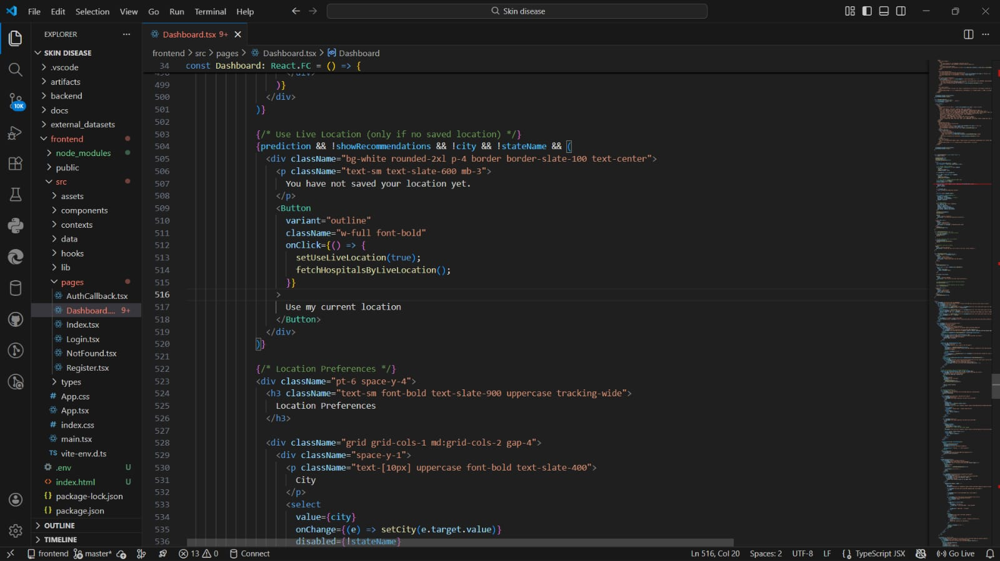 File Edit Selection View Go Run Terminal Help
Skin disease
EXPLORER
SKIN DISEASE
.vscode
artifacts
backend
docs
external_datasets
frontend
node_modules
public
src
assets
components
contexts
data
hooks
lib
pages
AuthCallback.tsx
Dashboard.... 9+
Index.tsx
Login.tsx
NotFound.tsx
Register.tsx
types
# App.css
App.tsx
# index.css
main.tsx
TS vite-env.d.ts
.env U
<> index.html U
{} package-lock.json
{} package.json
OUTLINE
TIMELINE
10K
Dashboard.tsx 9+
frontend > src > pages > Dashboard.tsx > Dashboard
34 const Dashboard: React.FC = () => {
498 </div>
499 )}
500 </div>
501 )}
502
503 {/* Use Live Location (only if no saved location) */}
504 {prediction && !showRecommendations && !city && !stateName && (
505 <div className="bg-white rounded-2xl p-4 border border-slate-100 text-center">
506 <p className="text-sm text-slate-600 mb-3">
507 You have not saved your location yet.
508 </p>
509 <Button
510 variant="outline"
511 className="w-full font-bold"
512 onClick={() => {
513 setUseLiveLocation(true);
514 fetchHospitalsByLiveLocation();
515 }}
516 >
517 Use my current location
518 </Button>
519 </div>
520 )}
521
522 {/* Location Preferences */}
523 <div className="pt-6 space-y-4">
524 <h3 className="text-sm font-bold text-slate-900 uppercase tracking-wide">
525 Location Preferences
526 </h3>
527
528 <div className="grid grid-cols-1 md:grid-cols-2 gap-4">
529 <div className="space-y-1">
530 <p className="text-[10px] uppercase font-bold text-slate-400">
531 City
532 </p>
533 <select
534 value={city}
535 onChange={(e) => setCity(e.target.value)}
536 disabled={!stateName}
frontend master* 13 0 Connect Ln 516, Col 20 Spaces: 2 UTF-8 LF {} TypeScript JSX Go Live